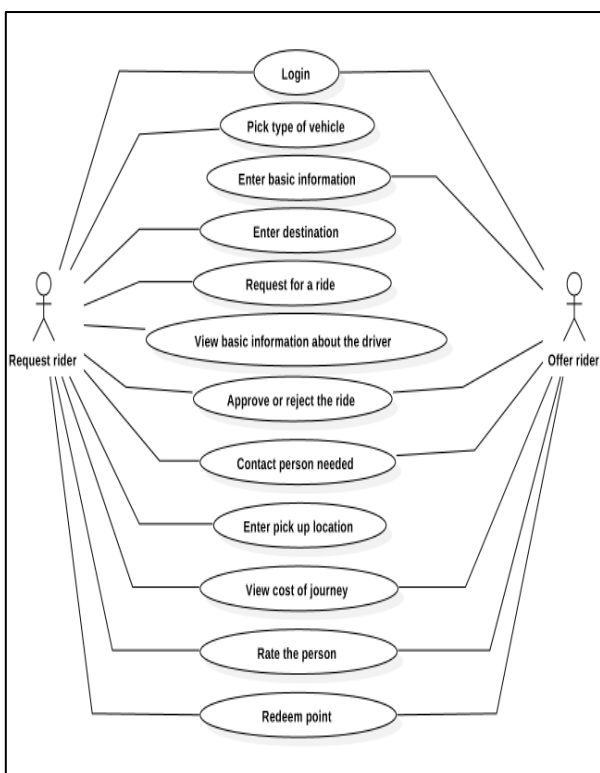 Login
Pick type of vehicle
Enter basic information
Enter destination
Request for a ride
View basic information about the driver
Request rider
Offer rider
Approve or reject the ride
Contact person needed
Enter pick up location
View cost of journey
Rate the person
Redeem point